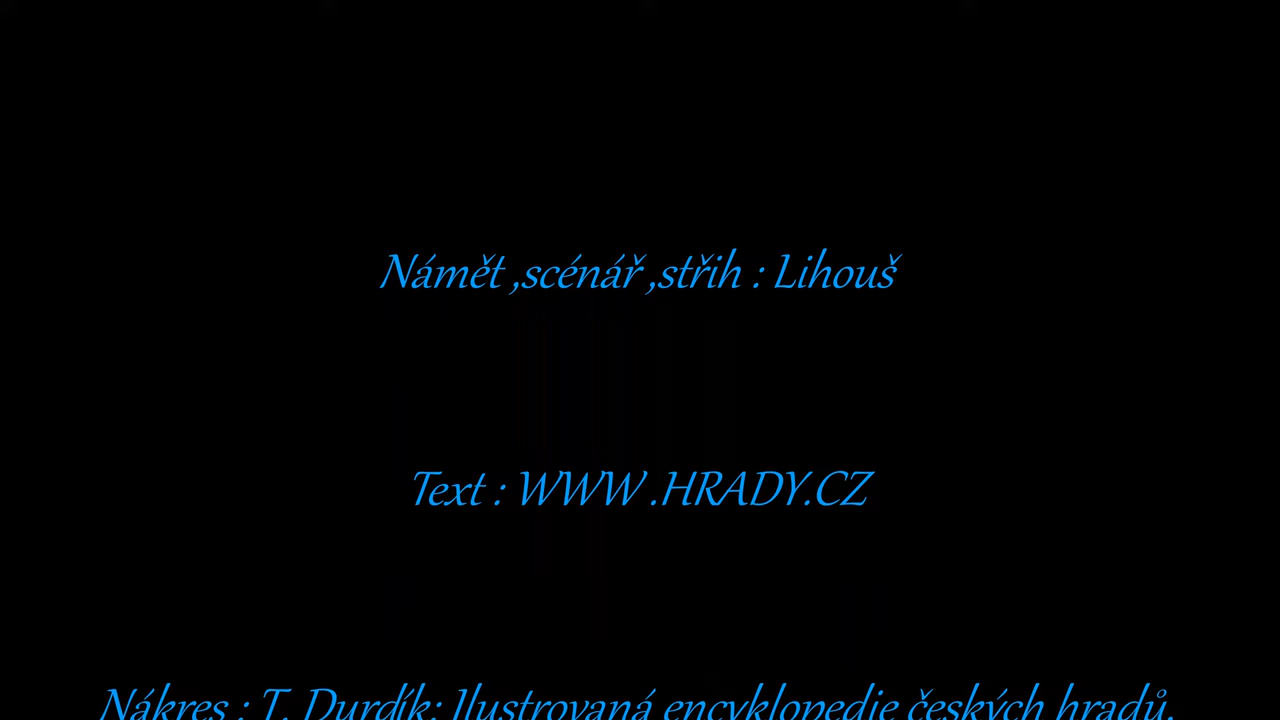 Námět ,scénář ,střih : Lihouš
Text : WWW .HRADY.CZ
Nákres : T. Durdík: Ilustrovaná encyklopedie českých hradů.